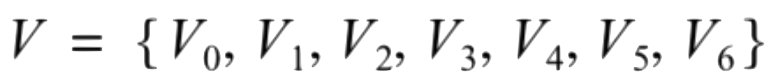 V = {V₀, V₁, V₂, V₃, V₄, V₅, V₆}